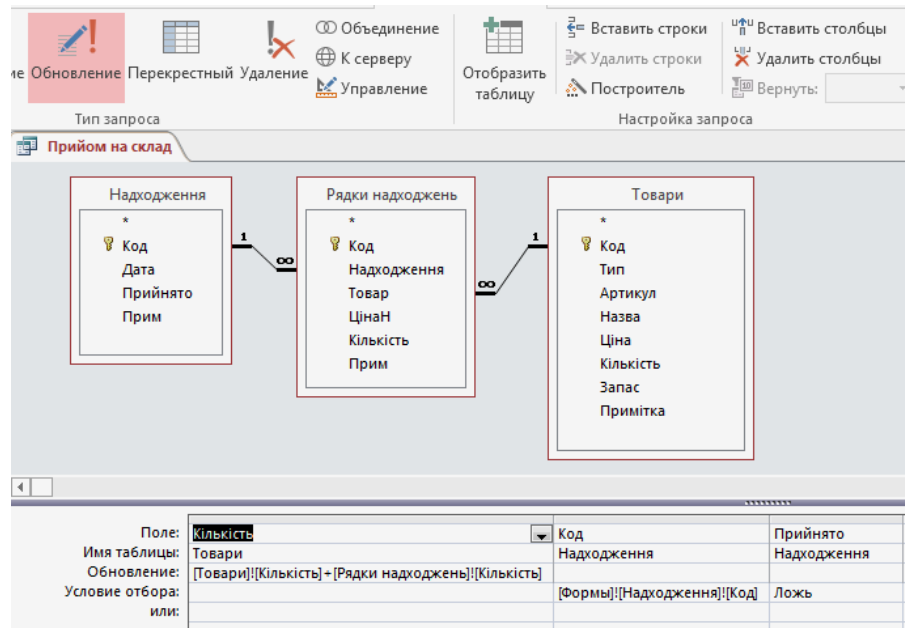 Объединение
Вставить строки
Вставить столбцы
К серверу
Удалить строки
Удалить столбцы
ие Обновление Перекрестный Удаление
Управление
Отобразить таблицу
Построитель
Вернуть:
Тип запроса
Настройка запроса
Прийом на склад
Надходження
Рядки надходжень
Товари
*
*
*
Код
Код
Код
Дата
Надходження
Тип
Прийнято
Товар
Артикул
Прим
ЦінаН
Назва
Кількість
Ціна
Прим
Кількість
Запас
Примітка
1
∞
∞
1
Поле: Кількість Код Прийнято
Имя таблицы: Товари Надходження Надходження
Обновление: [Товари]![Кількість]+[Рядки надходжень]![Кількість]
Условие отбора: [Формы]![Надходження]![Код] Ложь
или: